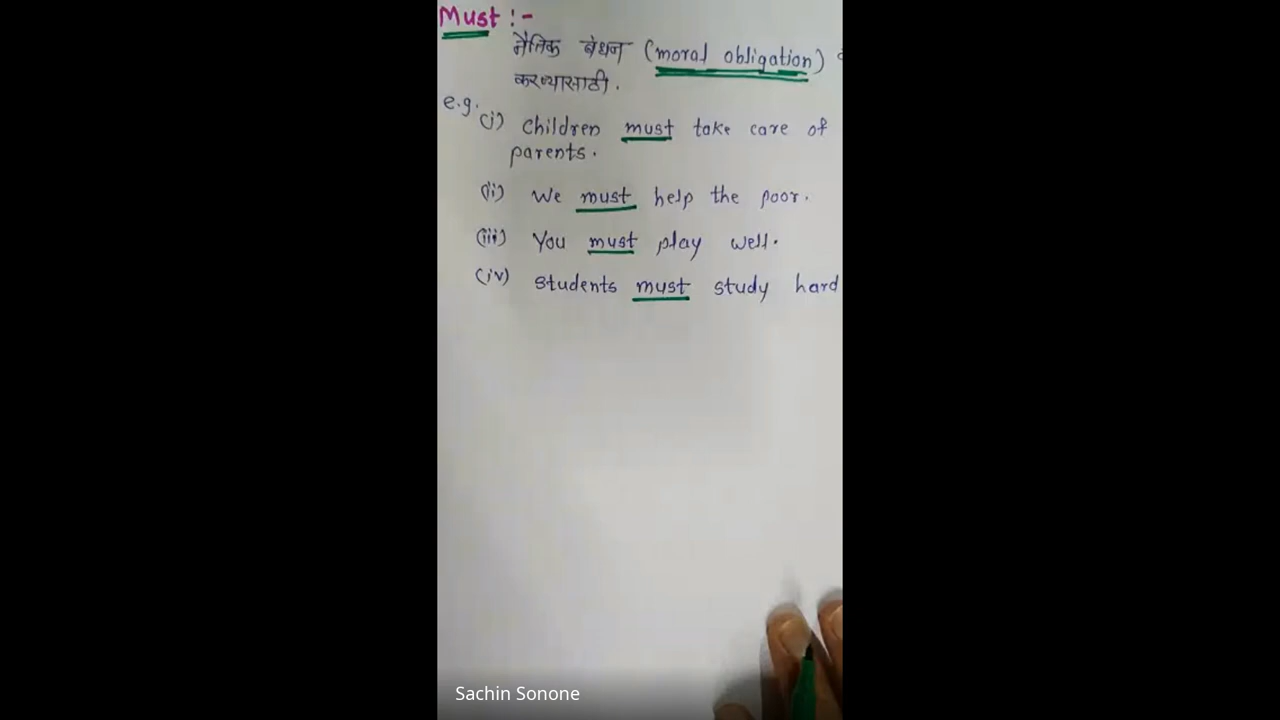 Must :-
नैतिक बंधन (moral obligation)
करण्यासाठी.
e.g. (i) Children must take care of
parents.
(ii) We must help the poor.
(iii) You must play well.
(iv) Students must study hard
Sachin Sonone